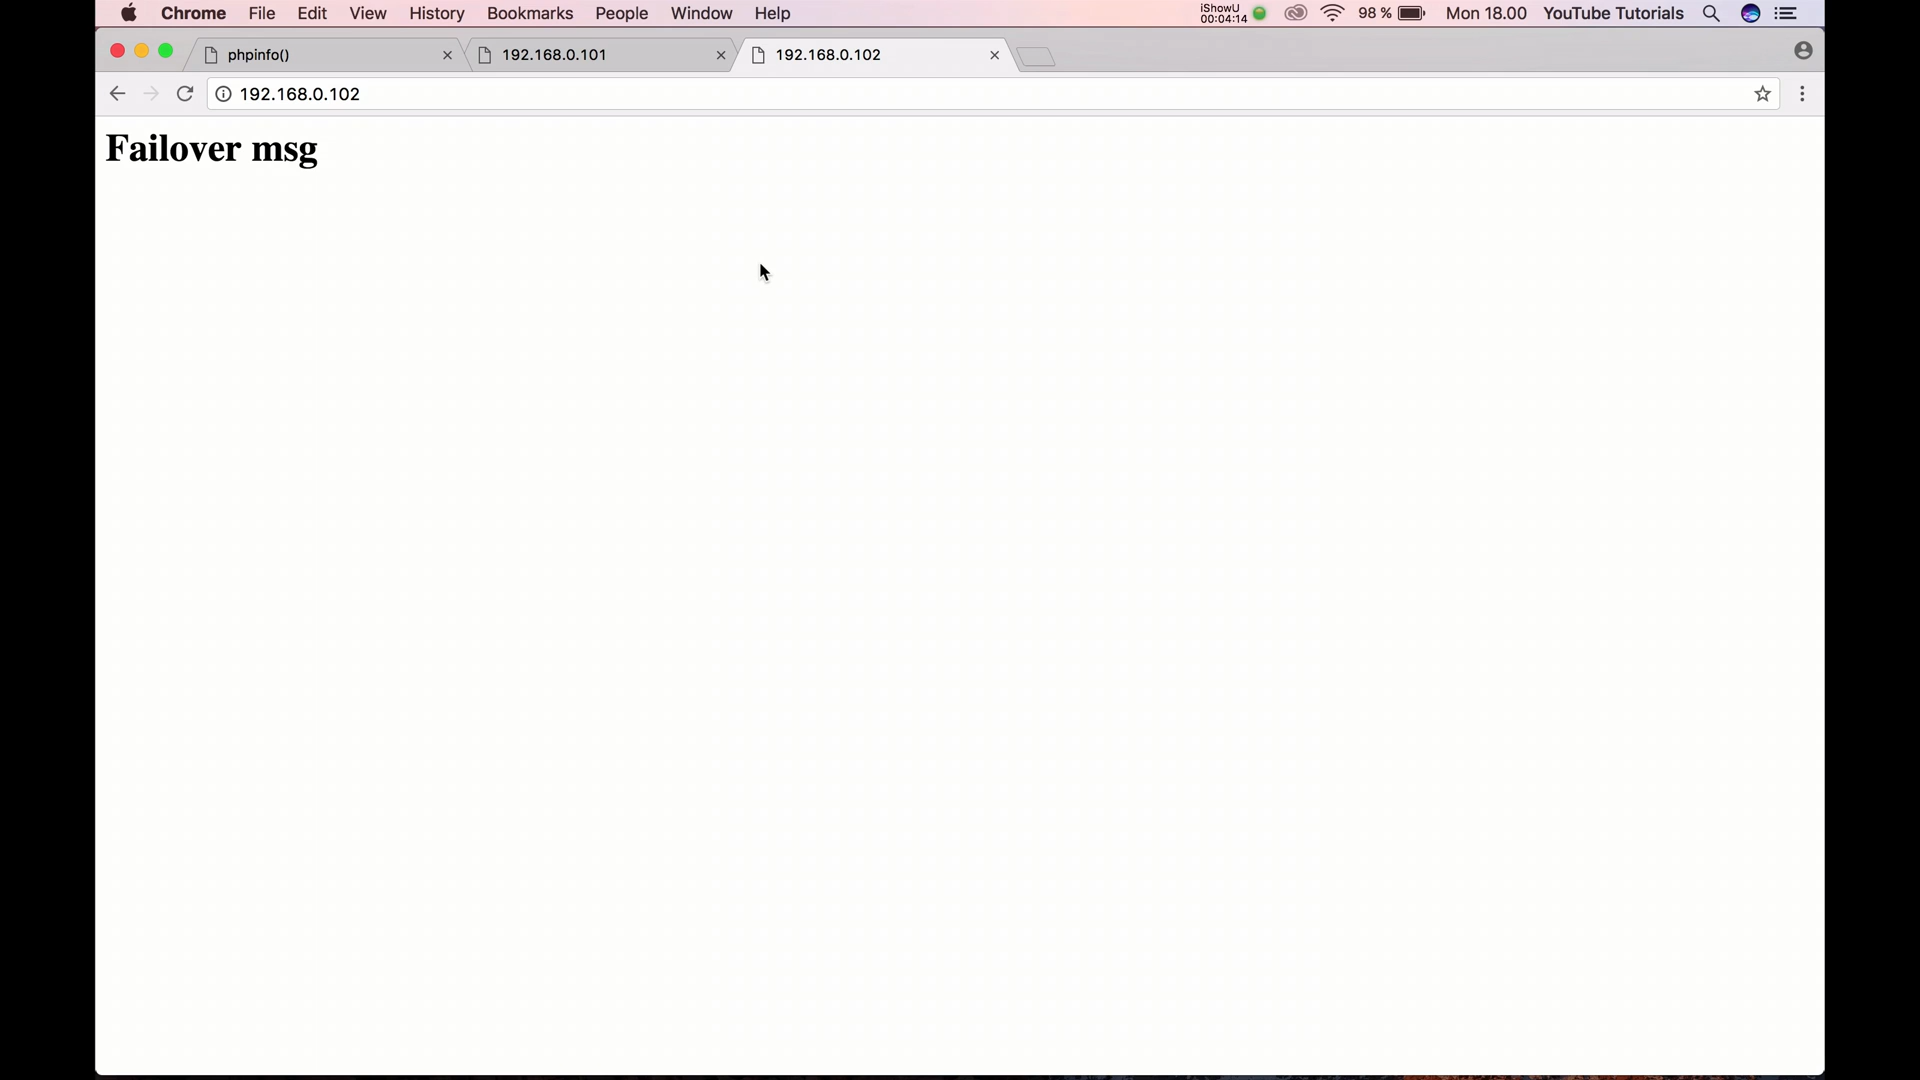 Chrome File Edit View History Bookmarks People Window Help iShowU 00:04:14 98 % Mon 18.00 YouTube Tutorials
phpinfo() 192.168.0.101 192.168.0.102
192.168.0.102
Failover msg